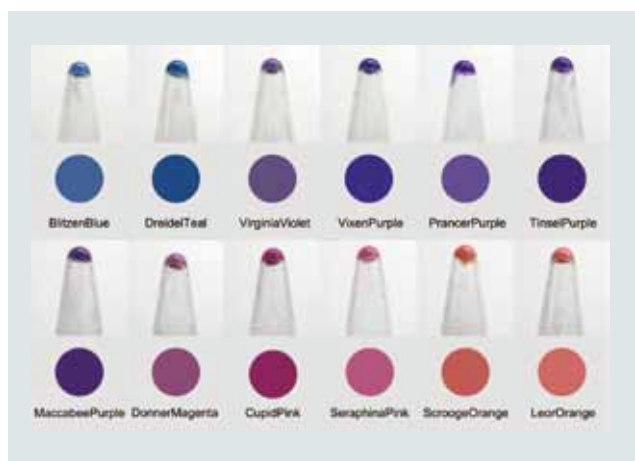 BlitzenBlue DreidelTeal VirginiaViolet VixenPurple PrancerPurple TinselPurple
MaccabeePurple DonnerMagenta CupidPink SeraphinaPink ScroogeOrange LeorOrange